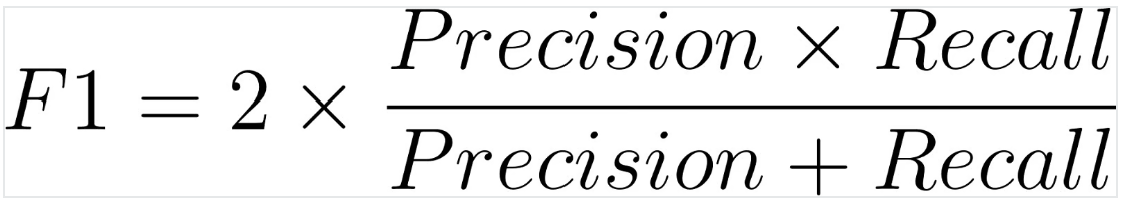 F1 = 2 × Precision × Recall
Precision + Recall